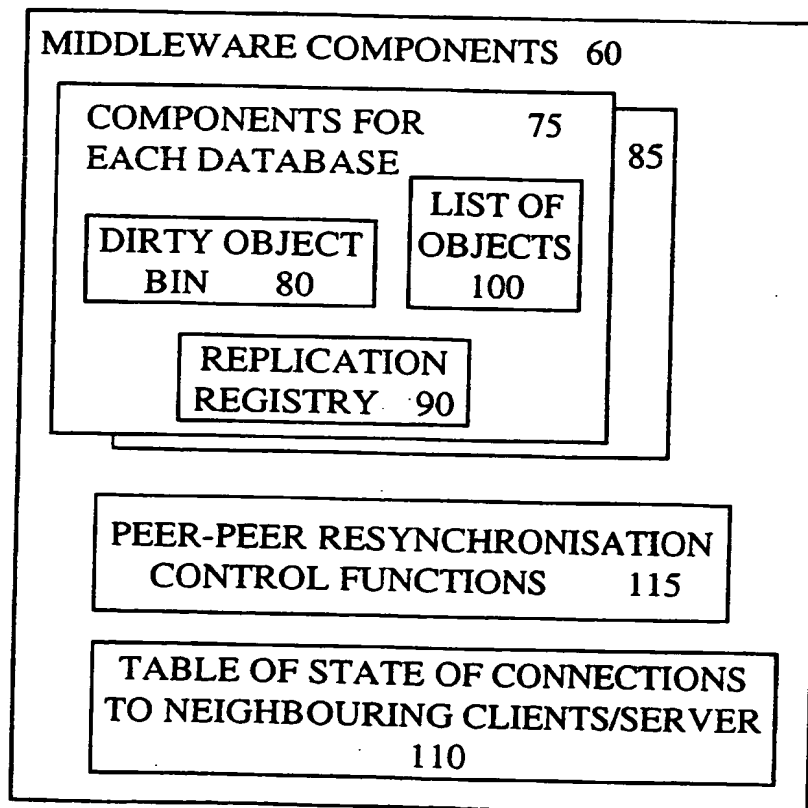 MIDDLEWARE COMPONENTS 60
COMPONENTS FOR 75
EACH DATABASE
85
LIST OF
OBJECTS
100
DIRTY OBJECT
BIN 80
REPLICATION
REGISTRY 90
PEER-PEER RESYNCHRONISATION
CONTROL FUNCTIONS 115
TABLE OF STATE OF CONNECTIONS
TO NEIGHBOURING CLIENTS/SERVER
110